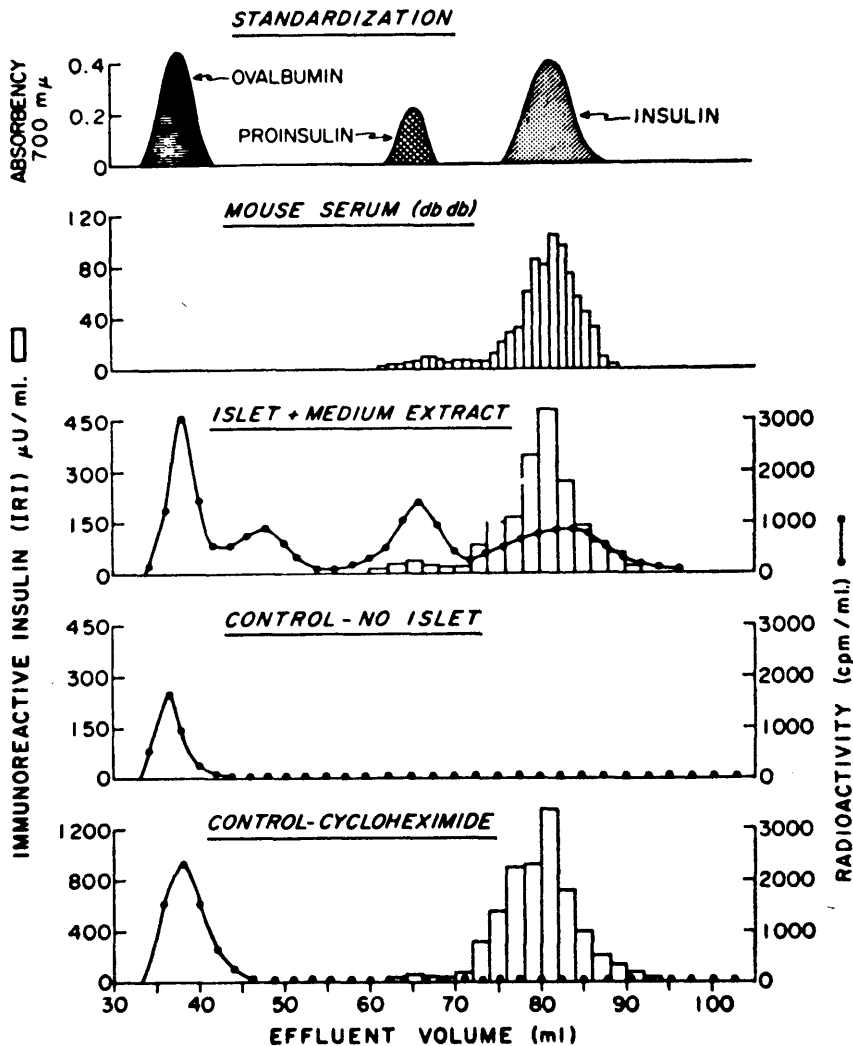 STANDARDIZATION
ABSORBENCY
700 mµ
0.4
0.2
0
OVALBUMIN
PROINSULIN
INSULIN
MOUSE SERUM (db db)
120
80
40
0
IMMUNOREACTIVE INSULIN (IRI) µU/ml.
ISLET + MEDIUM EXTRACT
450
300
150
0
3000
2000
1000
0
RADIOACTIVITY (cpm/ml.)
CONTROL - NO ISLET
450
300
150
0
3000
2000
1000
0
CONTROL-CYCLOHEXIMIDE
1200
800
400
0
3000
2000
1000
0
30 40 50 60 70 80 90 100
EFFLUENT VOLUME (ml)